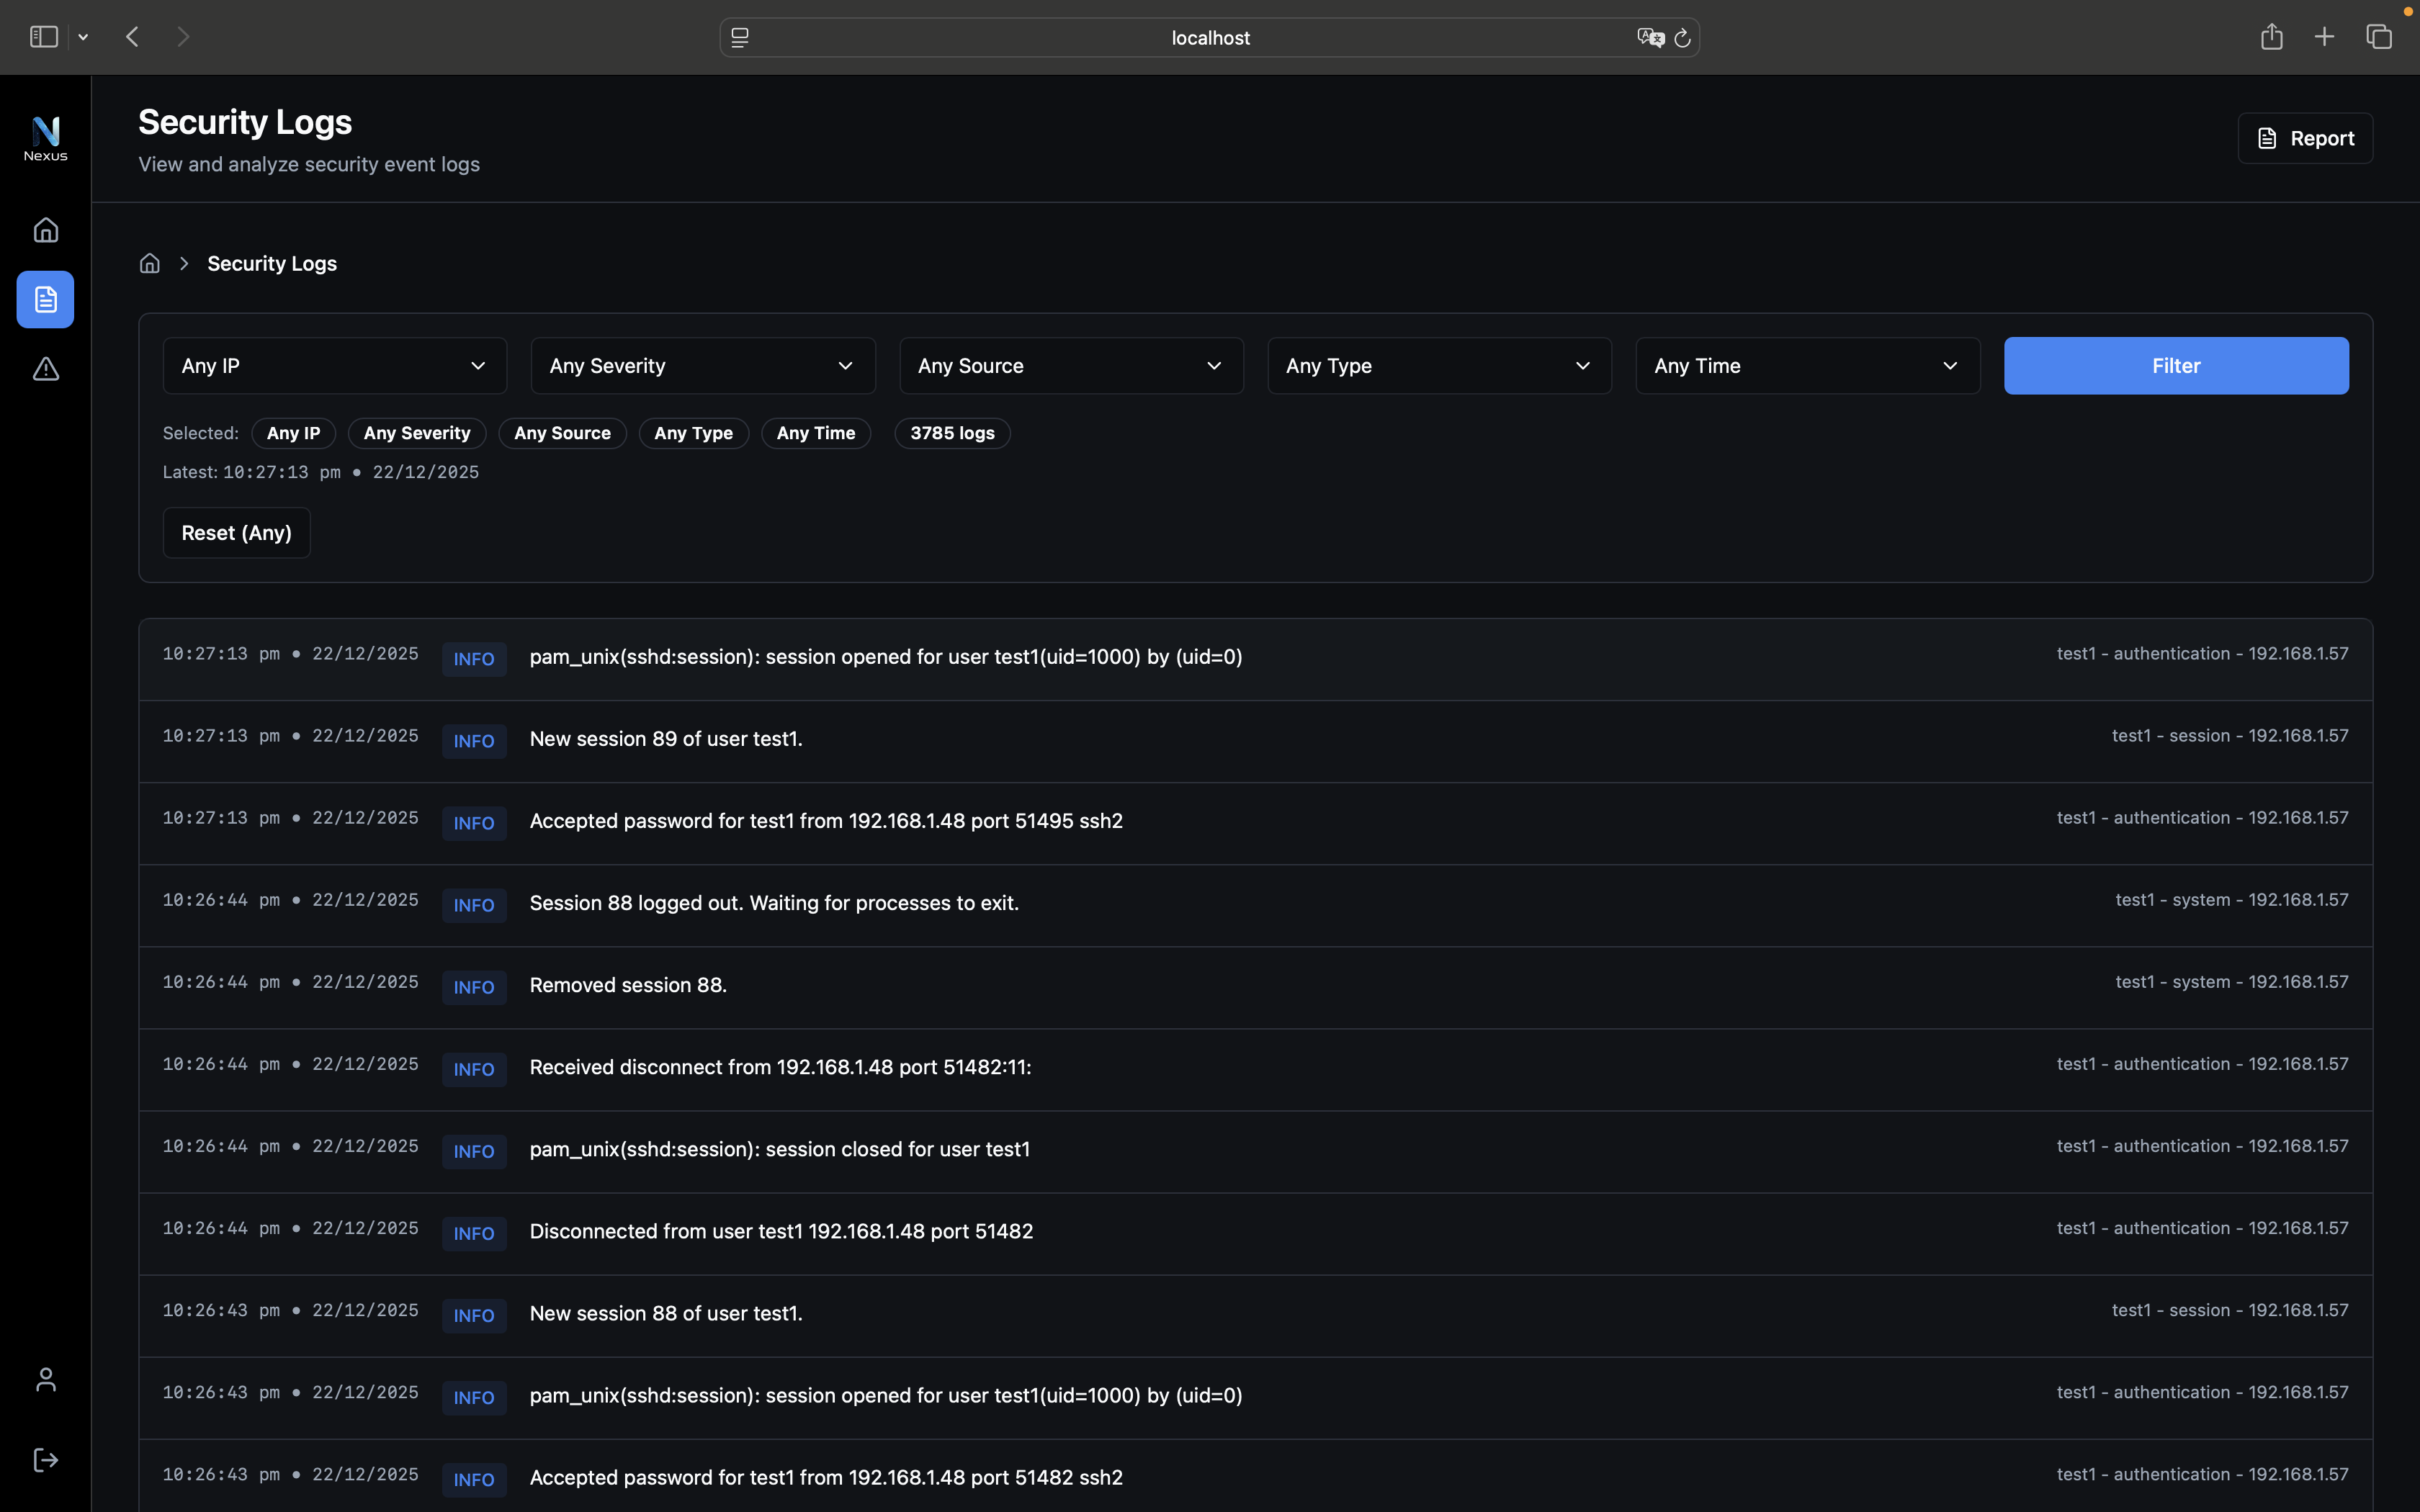 localhost
Nexus
Security Logs
View and analyze security event logs
Report
Security Logs
Any IP Any Severity Any Source Any Type Any Time Filter
Selected: Any IP Any Severity Any Source Any Type Any Time 3785 logs
Latest: 10:27:13 pm • 22/12/2025
Reset (Any)
10:27:13 pm • 22/12/2025 INFO pam_unix(sshd:session): session opened for user test1(uid=1000) by (uid=0) test1 - authentication - 192.168.1.57
10:27:13 pm • 22/12/2025 INFO New session 89 of user test1. test1 - session - 192.168.1.57
10:27:13 pm • 22/12/2025 INFO Accepted password for test1 from 192.168.1.48 port 51495 ssh2 test1 - authentication - 192.168.1.57
10:26:44 pm • 22/12/2025 INFO Session 88 logged out. Waiting for processes to exit. test1 - system - 192.168.1.57
10:26:44 pm • 22/12/2025 INFO Removed session 88. test1 - system - 192.168.1.57
10:26:44 pm • 22/12/2025 INFO Received disconnect from 192.168.1.48 port 51482:11: test1 - authentication - 192.168.1.57
10:26:44 pm • 22/12/2025 INFO pam_unix(sshd:session): session closed for user test1 test1 - authentication - 192.168.1.57
10:26:44 pm • 22/12/2025 INFO Disconnected from user test1 192.168.1.48 port 51482 test1 - authentication - 192.168.1.57
10:26:43 pm • 22/12/2025 INFO New session 88 of user test1. test1 - session - 192.168.1.57
10:26:43 pm • 22/12/2025 INFO pam_unix(sshd:session): session opened for user test1(uid=1000) by (uid=0) test1 - authentication - 192.168.1.57
10:26:43 pm • 22/12/2025 INFO Accepted password for test1 from 192.168.1.48 port 51482 ssh2 test1 - authentication - 192.168.1.57